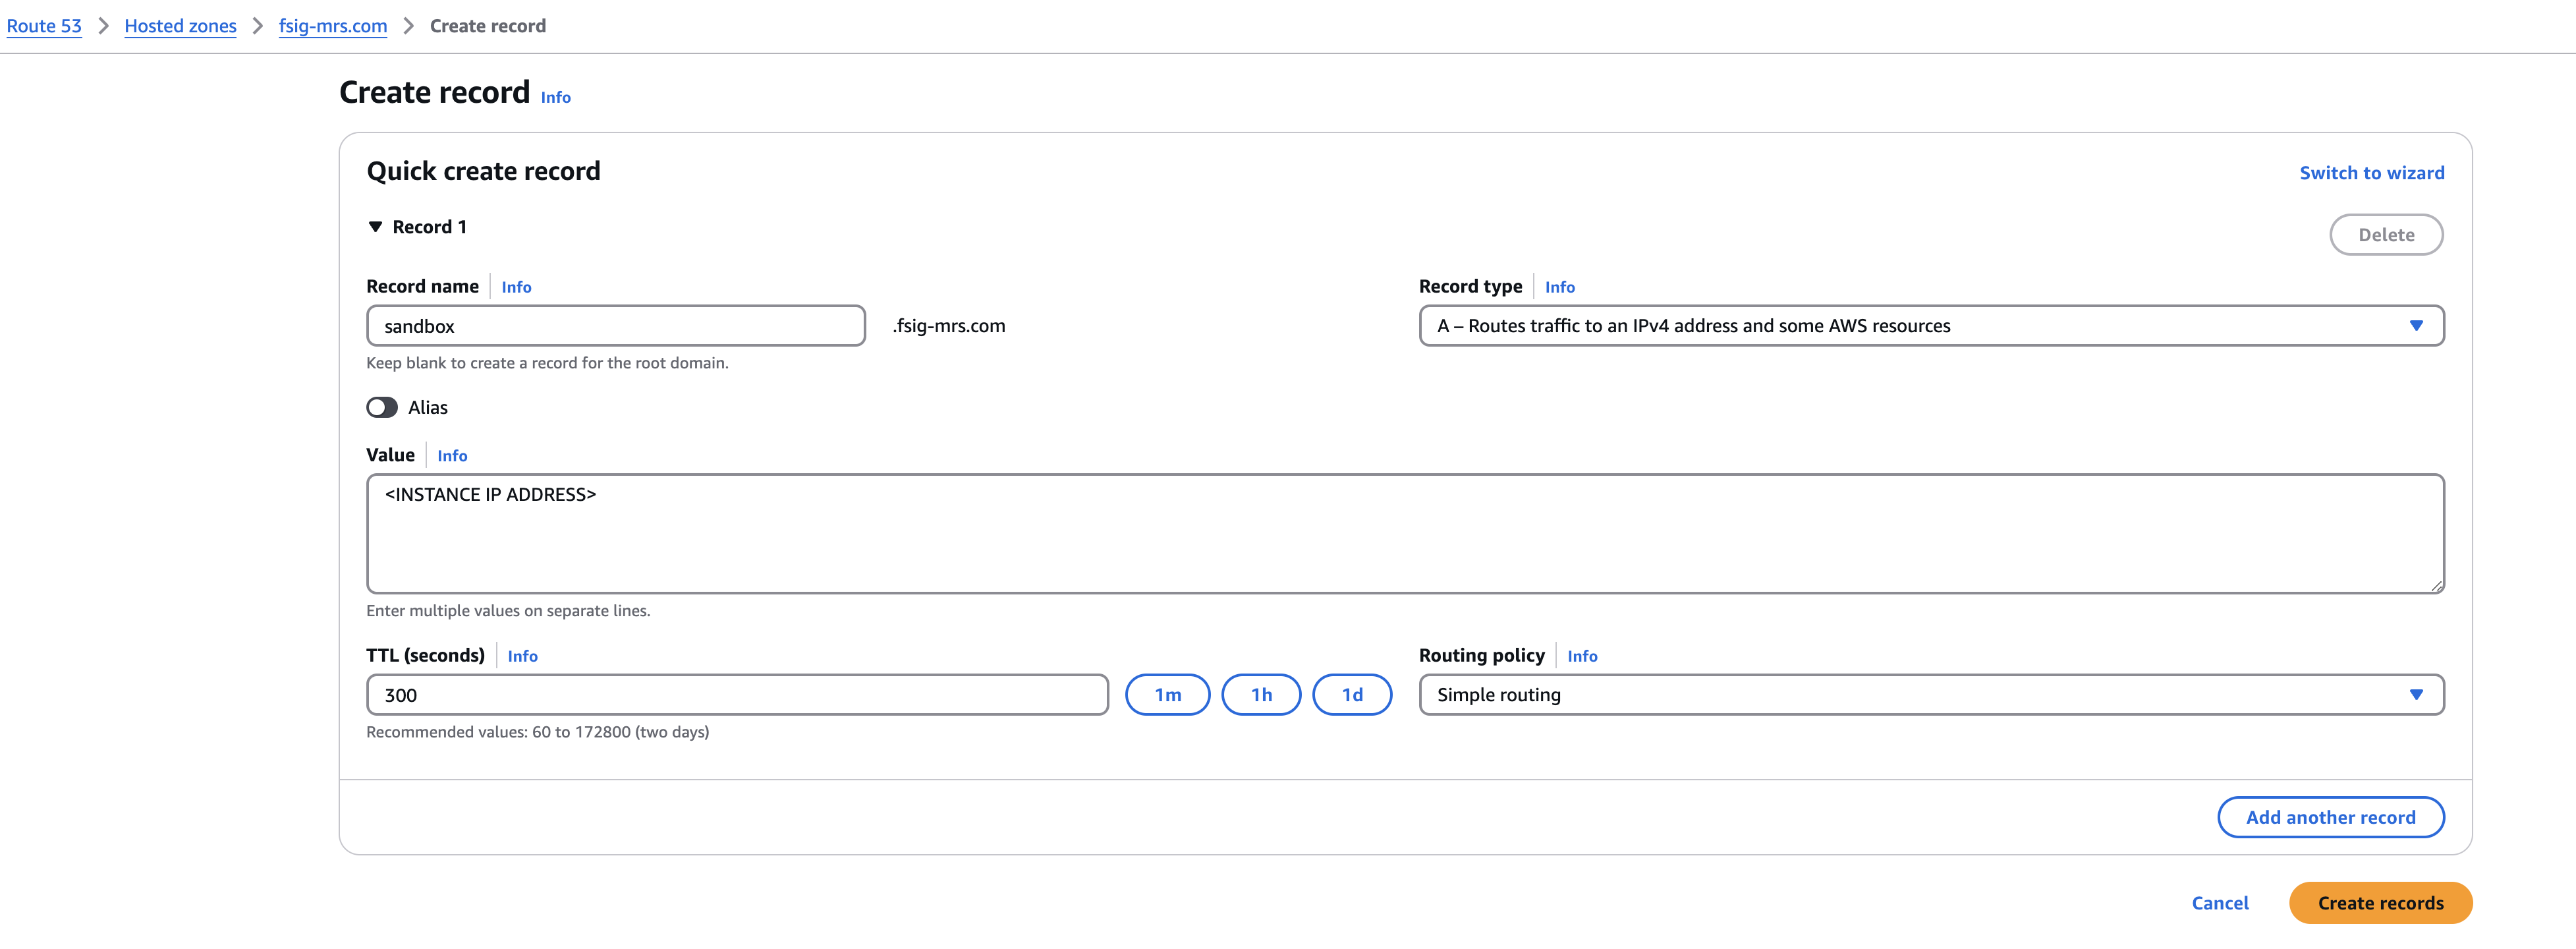 Route 53 > Hosted zones > fsig-mrs.com > Create record
Create record Info
Quick create record Switch to wizard
Record 1 Delete
Record name Info Record type Info
sandbox .fsig-mrs.com A – Routes traffic to an IPv4 address and some AWS resources
Keep blank to create a record for the root domain.
Alias
Value Info
<INSTANCE IP ADDRESS>
Enter multiple values on separate lines.
TTL (seconds) Info Routing policy Info
300 1m 1h 1d Simple routing
Recommended values: 60 to 172800 (two days)
Add another record
Cancel Create records